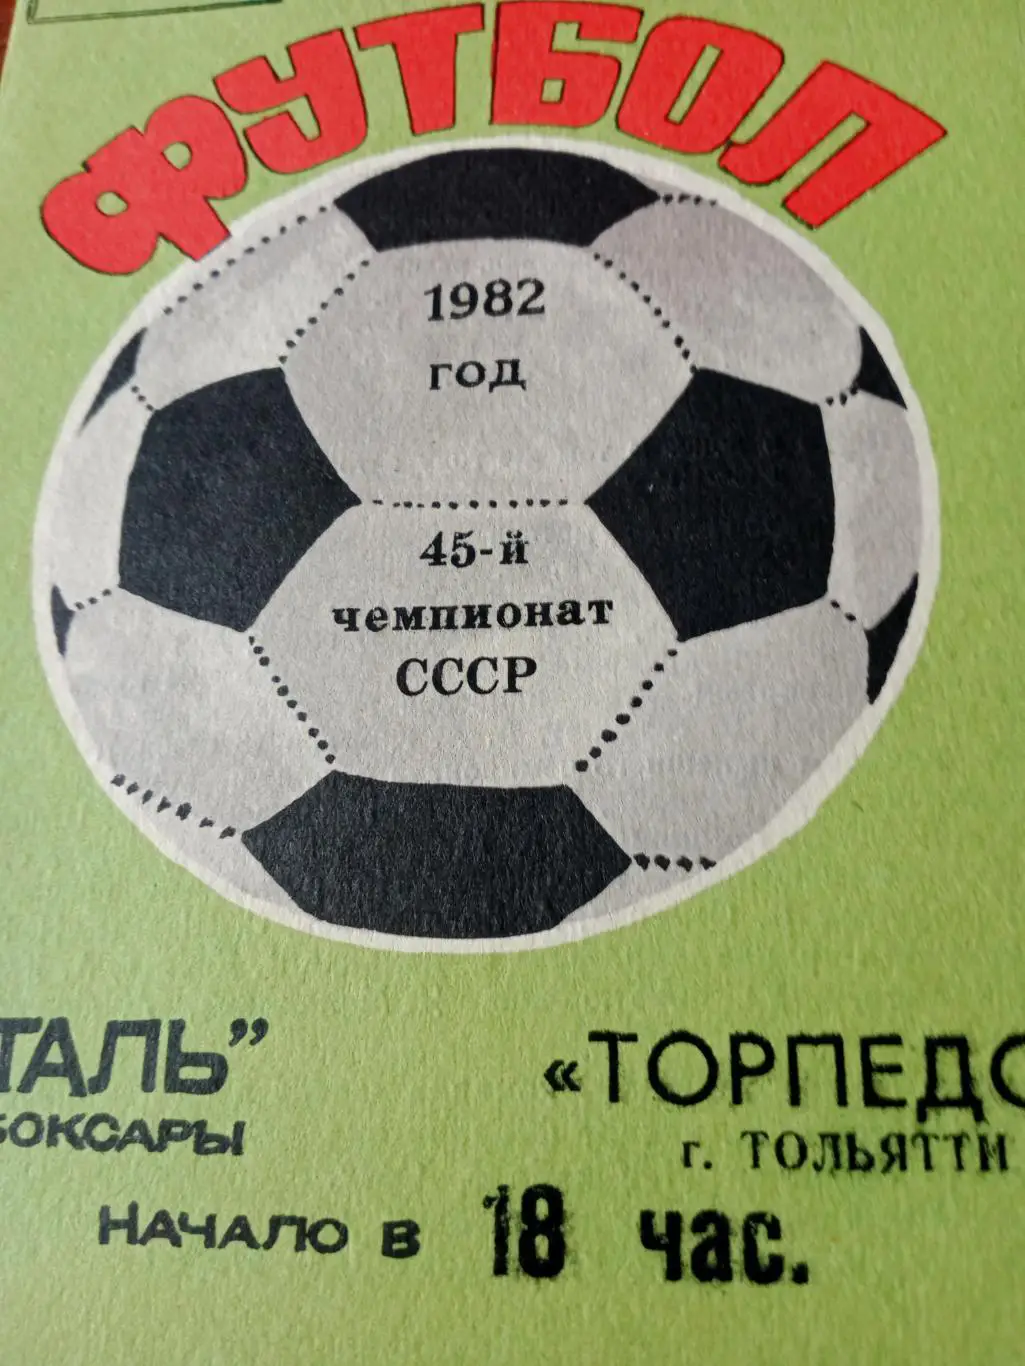 ФУТБОЛ
1982
год
45-й
чемпионат
СССР
ТАЛЬ” «ТОРПЕДО
БОКСАРЫ г. ТОЛЬЯТТИ
НАЧАЛО В 18 час.